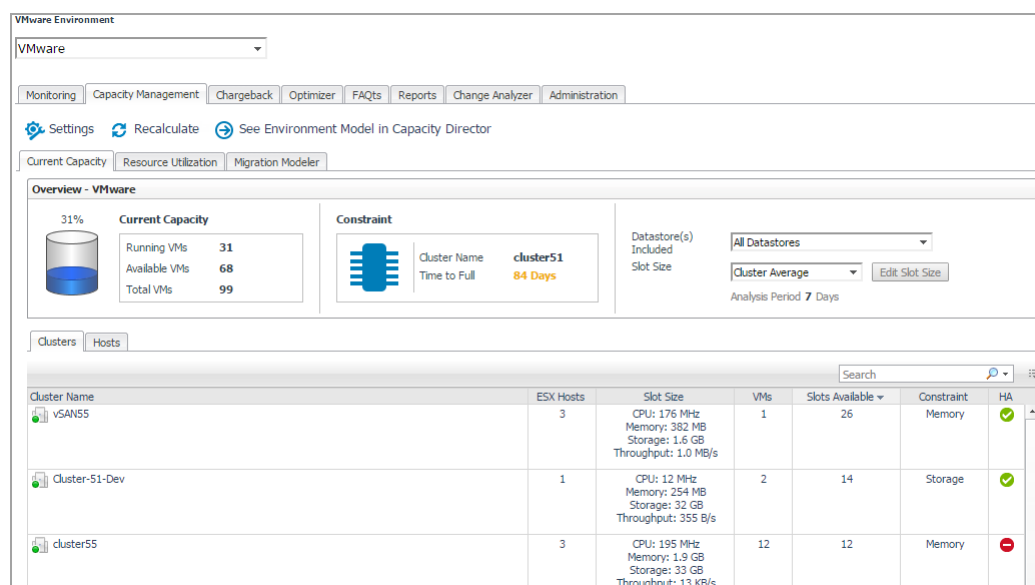 VMware Environment
VMware
Monitoring Capacity Management Chargeback Optimizer FAQts Reports Change Analyzer Administration
Settings Recalculate See Environment Model in Capacity Director
Current Capacity Resource Utilization Migration Modeler
Overview - VMware
31%
Current Capacity
Running VMs 31
Available VMs 68
Total VMs 99
Constraint
Cluster Name cluster51
Time to Full 84 Days
Datastore(s)
Included
All Datastores
Slot Size
Cluster Average
Edit Slot Size
Analysis Period 7 Days
Clusters Hosts
Search
Cluster Name ESX Hosts Slot Size VMs Slots Available Constraint HA
vSAN55 3 CPU: 176 MHz 1 26 Memory
Memory: 382 MB
Storage: 1.6 GB
Throughput: 1.0 MB/s
Cluster-51-Dev 1 CPU: 12 MHz 2 14 Storage
Memory: 254 MB
Storage: 32 GB
Throughput: 355 B/s
cluster55 3 CPU: 195 MHz 12 12 Memory
Memory: 1.9 GB
Storage: 33 GB
Throughput: 13 KB/s